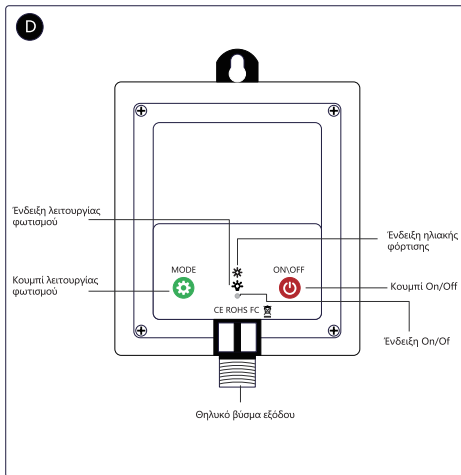 D
Ένδειξη λειτουργίας
φωτισμού
Ένδειξη ηλιακής
φόρτισης
MODE
ON\OFF
Κουμπί λειτουργίας
φωτισμού
Κουμπί On/Off
CE ROHS FC
Ένδειξη On/Of
Θηλυκό βύσμα εξόδου